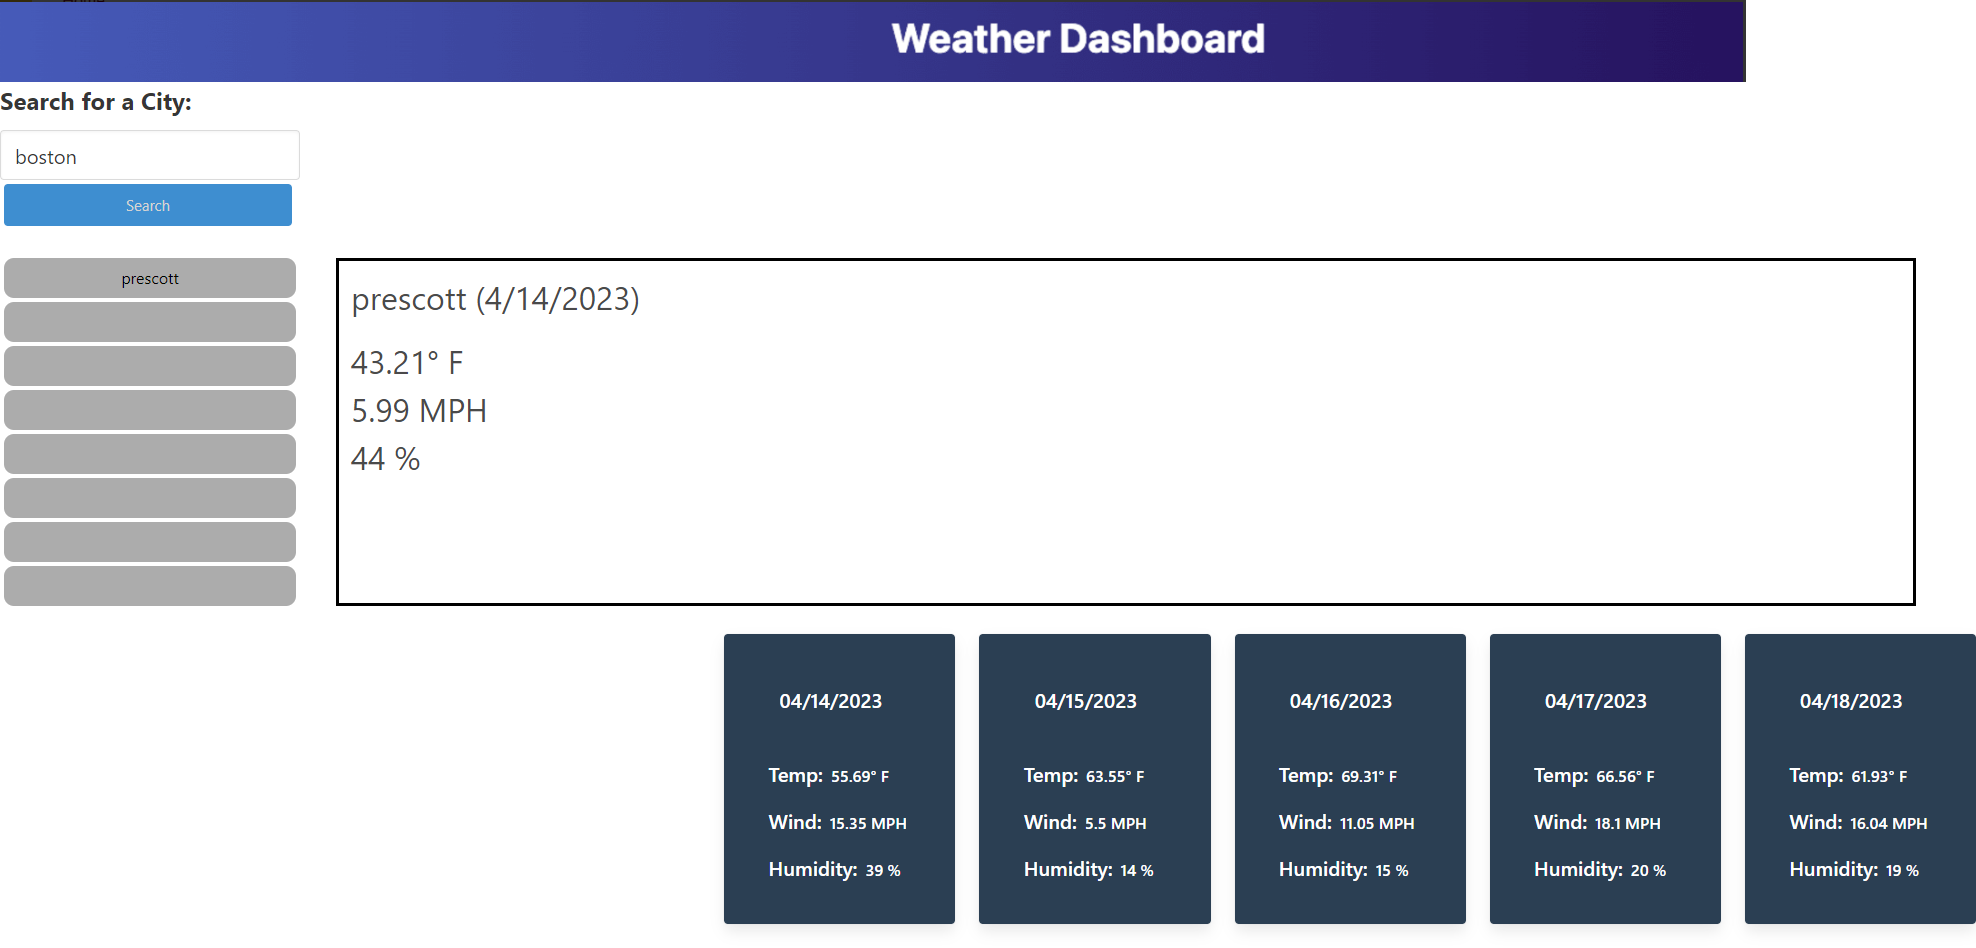 Weather Dashboard
Search for a City:
boston
Search
prescott
prescott (4/14/2023)
43.21° F
5.99 MPH
44 %
04/14/2023
Temp: 55.69° F
Wind: 15.35 MPH
Humidity: 39 %
04/15/2023
Temp: 63.55° F
Wind: 5.5 MPH
Humidity: 14 %
04/16/2023
Temp: 69.31° F
Wind: 11.05 MPH
Humidity: 15 %
04/17/2023
Temp: 66.56° F
Wind: 18.1 MPH
Humidity: 20 %
04/18/2023
Temp: 61.93° F
Wind: 16.04 MPH
Humidity: 19 %